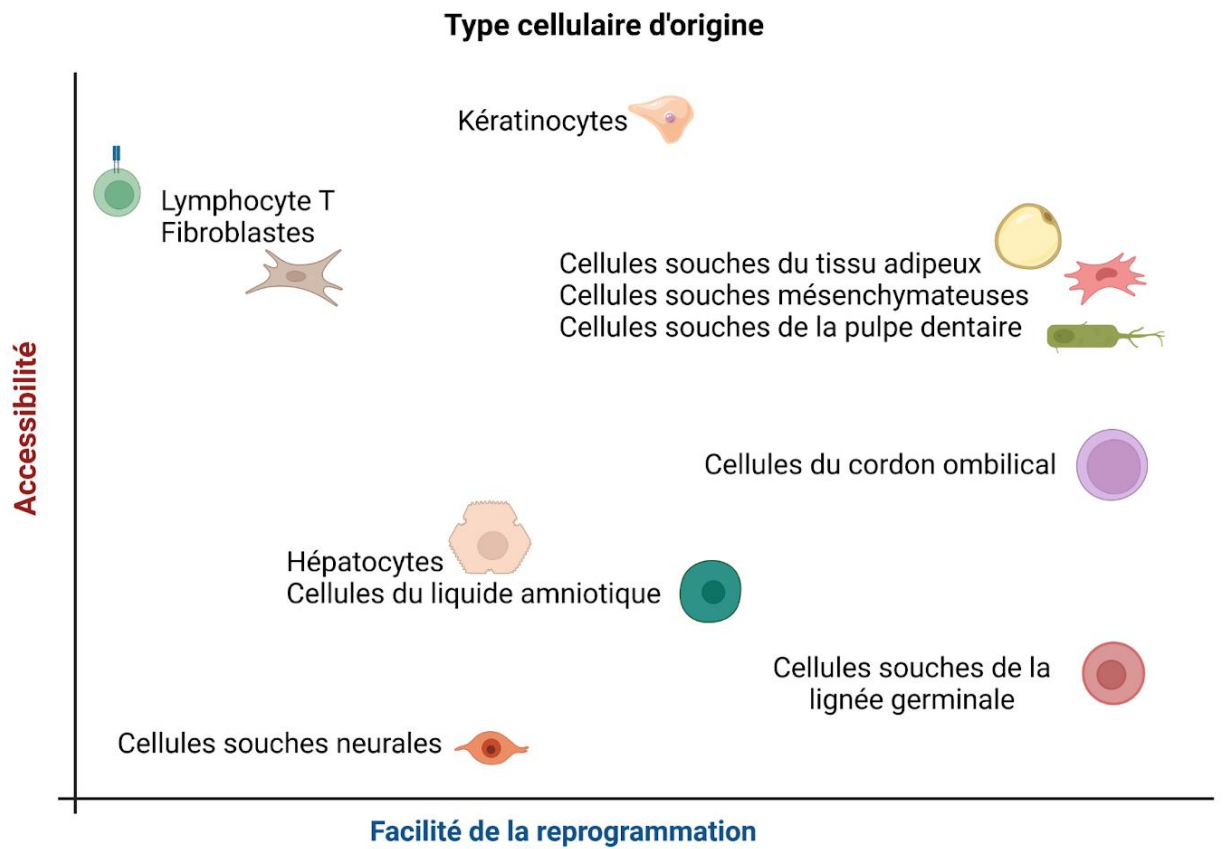 Type cellulaire d'origine
Kératinocytes
Lymphocyte T
Fibroblastes
Cellules souches du tissu adipeux
Cellules souches mésenchymateuses
Cellules souches de la pulpe dentaire
Accessibilité
Cellules du cordon ombilical
Hépatocytes
Cellules du liquide amniotique
Cellules souches de la
lignée germinale
Cellules souches neurales
Facilité de la reprogrammation